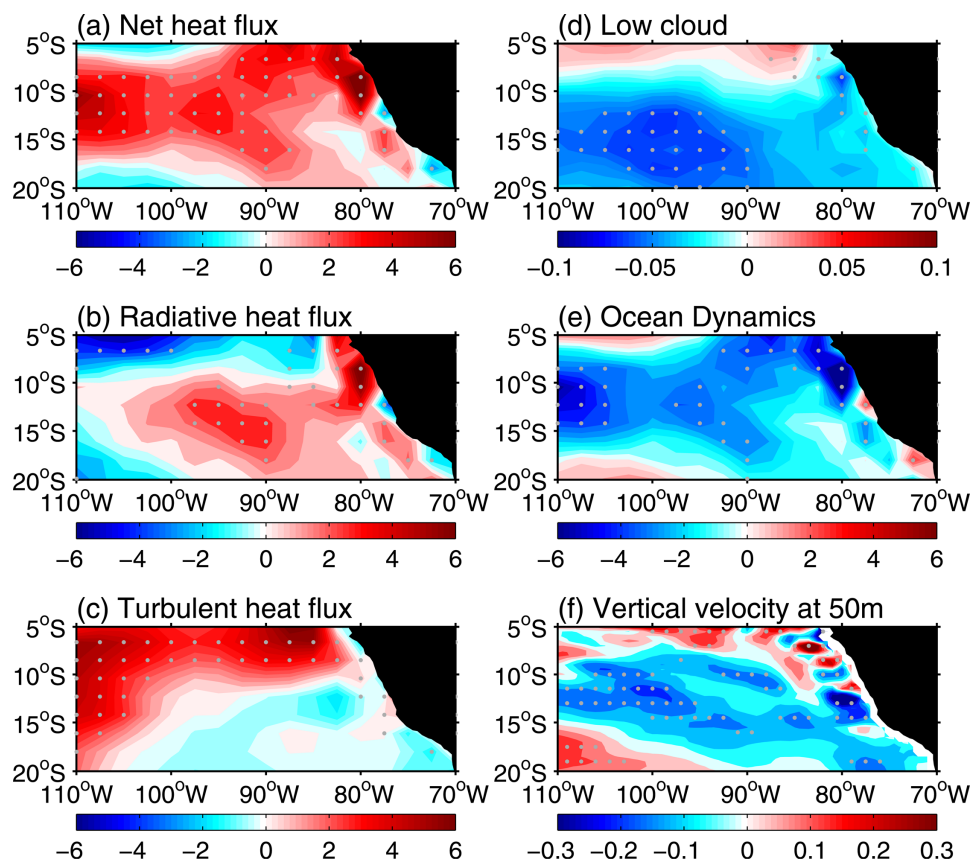 (a) Net heat flux
5°S
10°S
15°S
20°S
110°W 100°W 90°W 80°W 70°W
−6 −4 −2 0 2 4 6
(d) Low cloud
5°S
10°S
15°S
20°S
110°W 100°W 90°W 80°W 70°W
−0.1 −0.05 0 0.05 0.1
(b) Radiative heat flux
5°S
10°S
15°S
20°S
110°W 100°W 90°W 80°W 70°W
−6 −4 −2 0 2 4 6
(e) Ocean Dynamics
5°S
10°S
15°S
20°S
110°W 100°W 90°W 80°W 70°W
−6 −4 −2 0 2 4 6
(c) Turbulent heat flux
5°S
10°S
15°S
20°S
110°W 100°W 90°W 80°W 70°W
−6 −4 −2 0 2 4 6
(f) Vertical velocity at 50m
5°S
10°S
15°S
20°S
110°W 100°W 90°W 80°W 70°W
−0.3 −0.2 −0.1 0 0.1 0.2 0.3